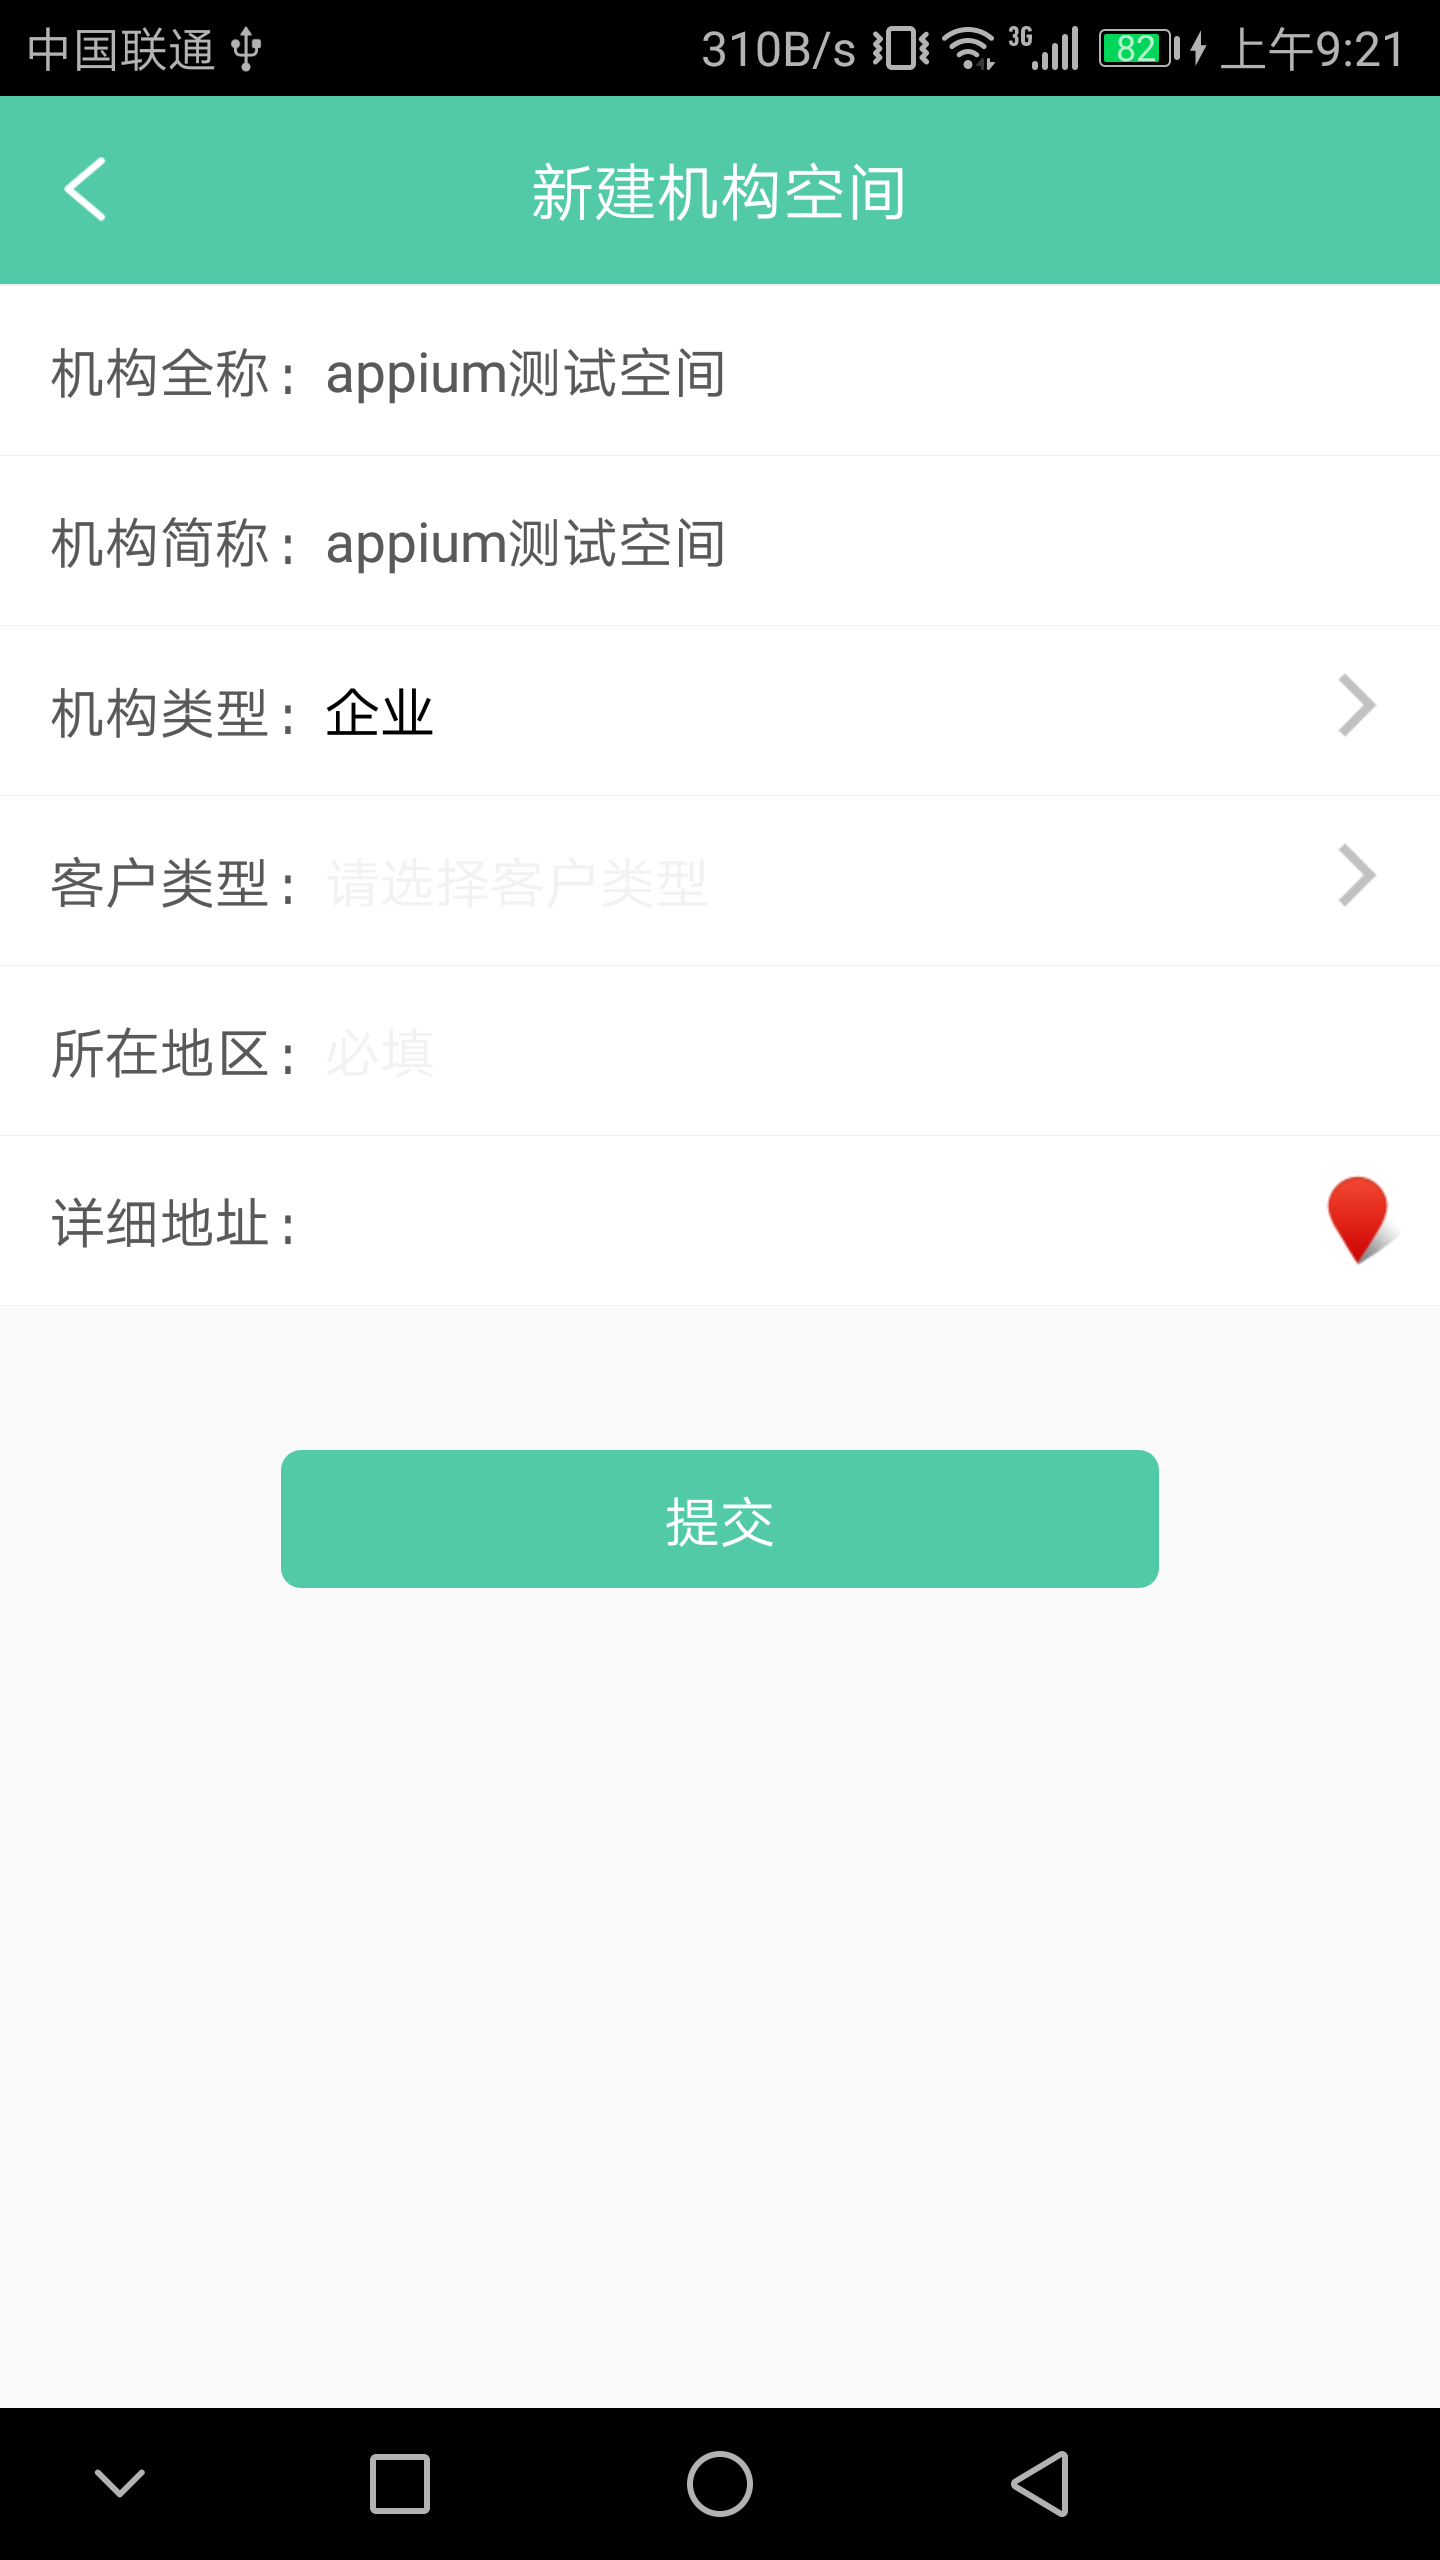 中国联通 310B/s 3G 82 上午9:21
新建机构空间
机构全称： appium测试空间
机构简称： appium测试空间
机构类型： 企业
客户类型： 请选择客户类型
所在地区： 必填
详细地址：
提交